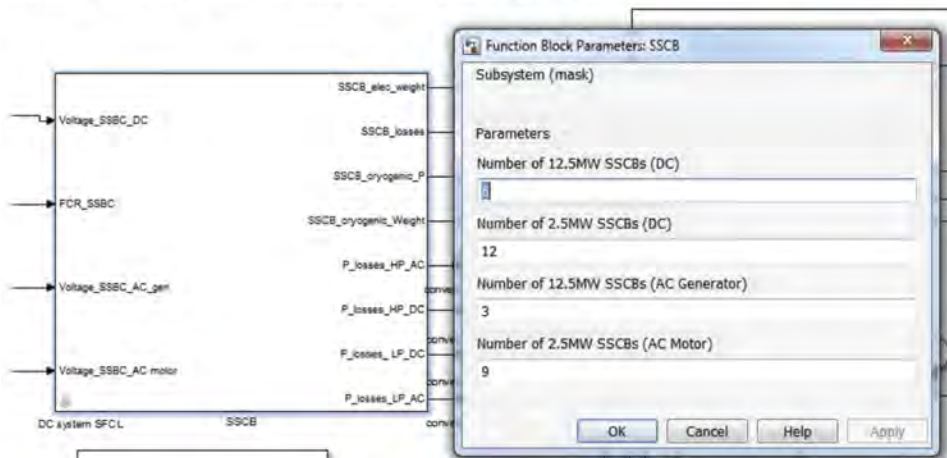 SSCB_elec_weight
Voltage_SSBC_DC
SSCB_losses
SSCB_cryogenic_P
FCR_SSBC
SSCB_cryogenic_Weight
P_losses_HP_AC
Voltage_SSBC_AC_gen
P_losses_HP_DC
P_losses_ LP_DC
Voltage_SSBC_AC motor
P_losses_LP_AC
DC system SFCL
SSCB
Function Block Parameters: SSCB
Subsystem (mask)
Parameters
Number of 12.5MW SSCBs (DC)
Number of 2.5MW SSCBs (DC)
12
Number of 12.5MW SSCBs (AC Generator)
3
Number of 2.5MW SSCBs (AC Motor)
9
OK
Cancel
Help
Apply